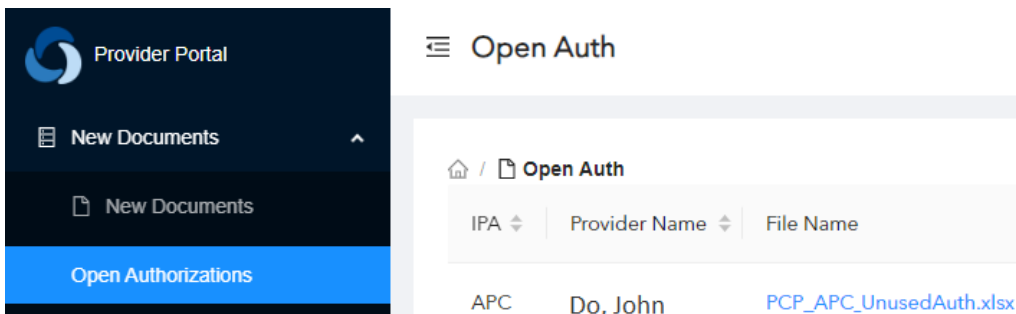 Provider Portal
Open Auth
New Documents
New Documents
Open Authorizations
/ Open Auth
IPA Provider Name File Name
APC Do, John PCP_APC_UnusedAuth.xlsx